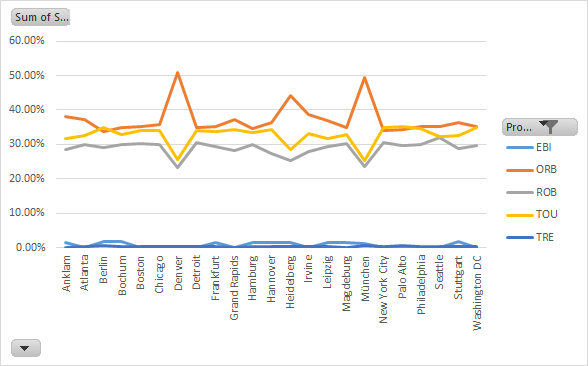 Sum of S...
60.00%
50.00%
40.00%
30.00%
20.00%
10.00%
0.00%
Anklam
Atlanta
Berlin
Bochum
Boston
Chicago
Denver
Detroit
Frankfurt
Grand Rapids
Hamburg
Hannover
Heidelberg
Irvine
Leipzig
Magdeburg
München
New York City
Palo Alto
Philadelphia
Seattle
Stuttgart
Washington DC
Pro...
EBI
ORB
ROB
TOU
TRE